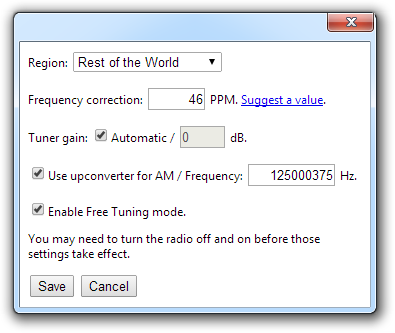 Region: Rest of the World
Frequency correction: 46 PPM. Suggest a value.
Tuner gain: Automatic / 0 dB.
Use upconverter for AM / Frequency: 125000375 Hz.
Enable Free Tuning mode.
You may need to turn the radio off and on before those
settings take effect.
Save Cancel